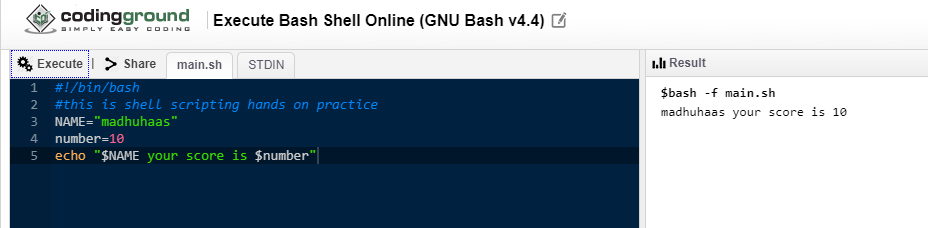 codingground
SIMPLY EASY CODING
Execute Bash Shell Online (GNU Bash v4.4)
Execute | Share main.sh STDIN
1 #!/bin/bash
2 #this is shell scripting hands on practice
3 NAME="madhuhaas"
4 number=10
5 echo "$NAME your score is $number"
Result
$bash -f main.sh
madhuhaas your score is 10